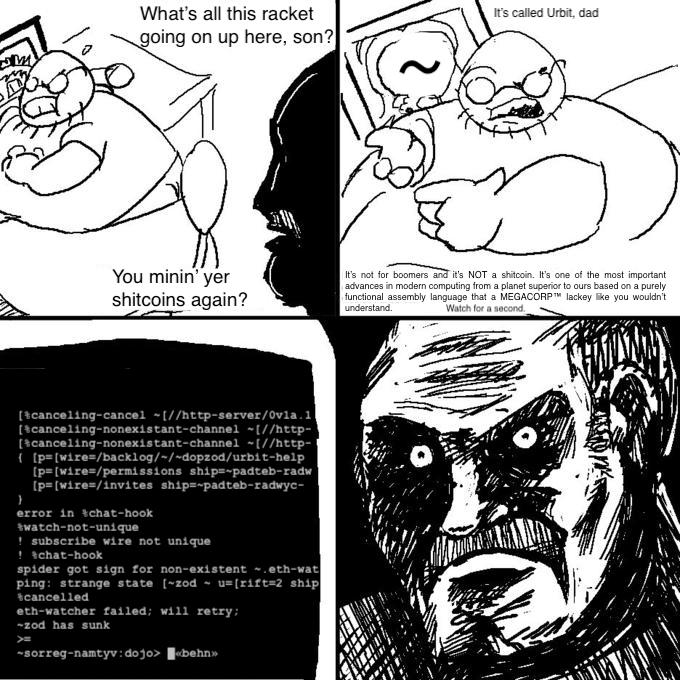 What's all this racket
going on up here, son?
You minin' yer
shitcoins again?
It's called Urbit, dad
~
It's not for boomers and it's NOT a shitcoin. It's one of the most important
advances in modern computing from a planet superior to ours based on a purely
functional assembly language that a MEGACORP™ lackey like you wouldn't
understand.
Watch for a second.
[%canceling-cancel ~[//http-server/0v1a.1
[%canceling-nonexistant-channel ~[//http-
[%canceling-nonexistant-channel ~[//http-
{ [p=[wire=/backlog/~/~dopzod/urbit-help
[p=[wire=/permissions ship=~padteb-radw
[p=[wire=/invites ship=~padteb-radwyc-
}
error in %chat-hook
%watch-not-unique
! subscribe wire not unique
! %chat-hook
spider got sign for non-existent ~.eth-wat
ping: strange state [~zod ~ u=[rift=2 ship
%cancelled
eth-watcher failed; will retry;
~zod has sunk
>=
~sorreg-namtyv:dojo> █«behn»